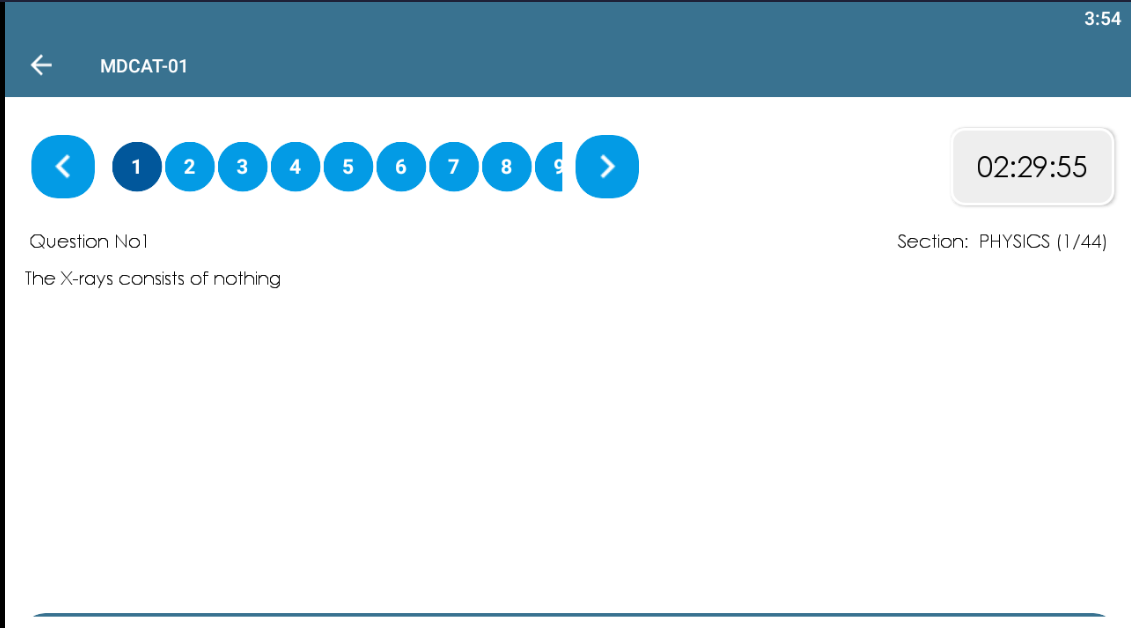 3:54
MDCAT-01
1 2 3 4 5 6 7 8 9
02:29:55
Question No1
Section: PHYSICS (1/44)
The X-rays consists of nothing